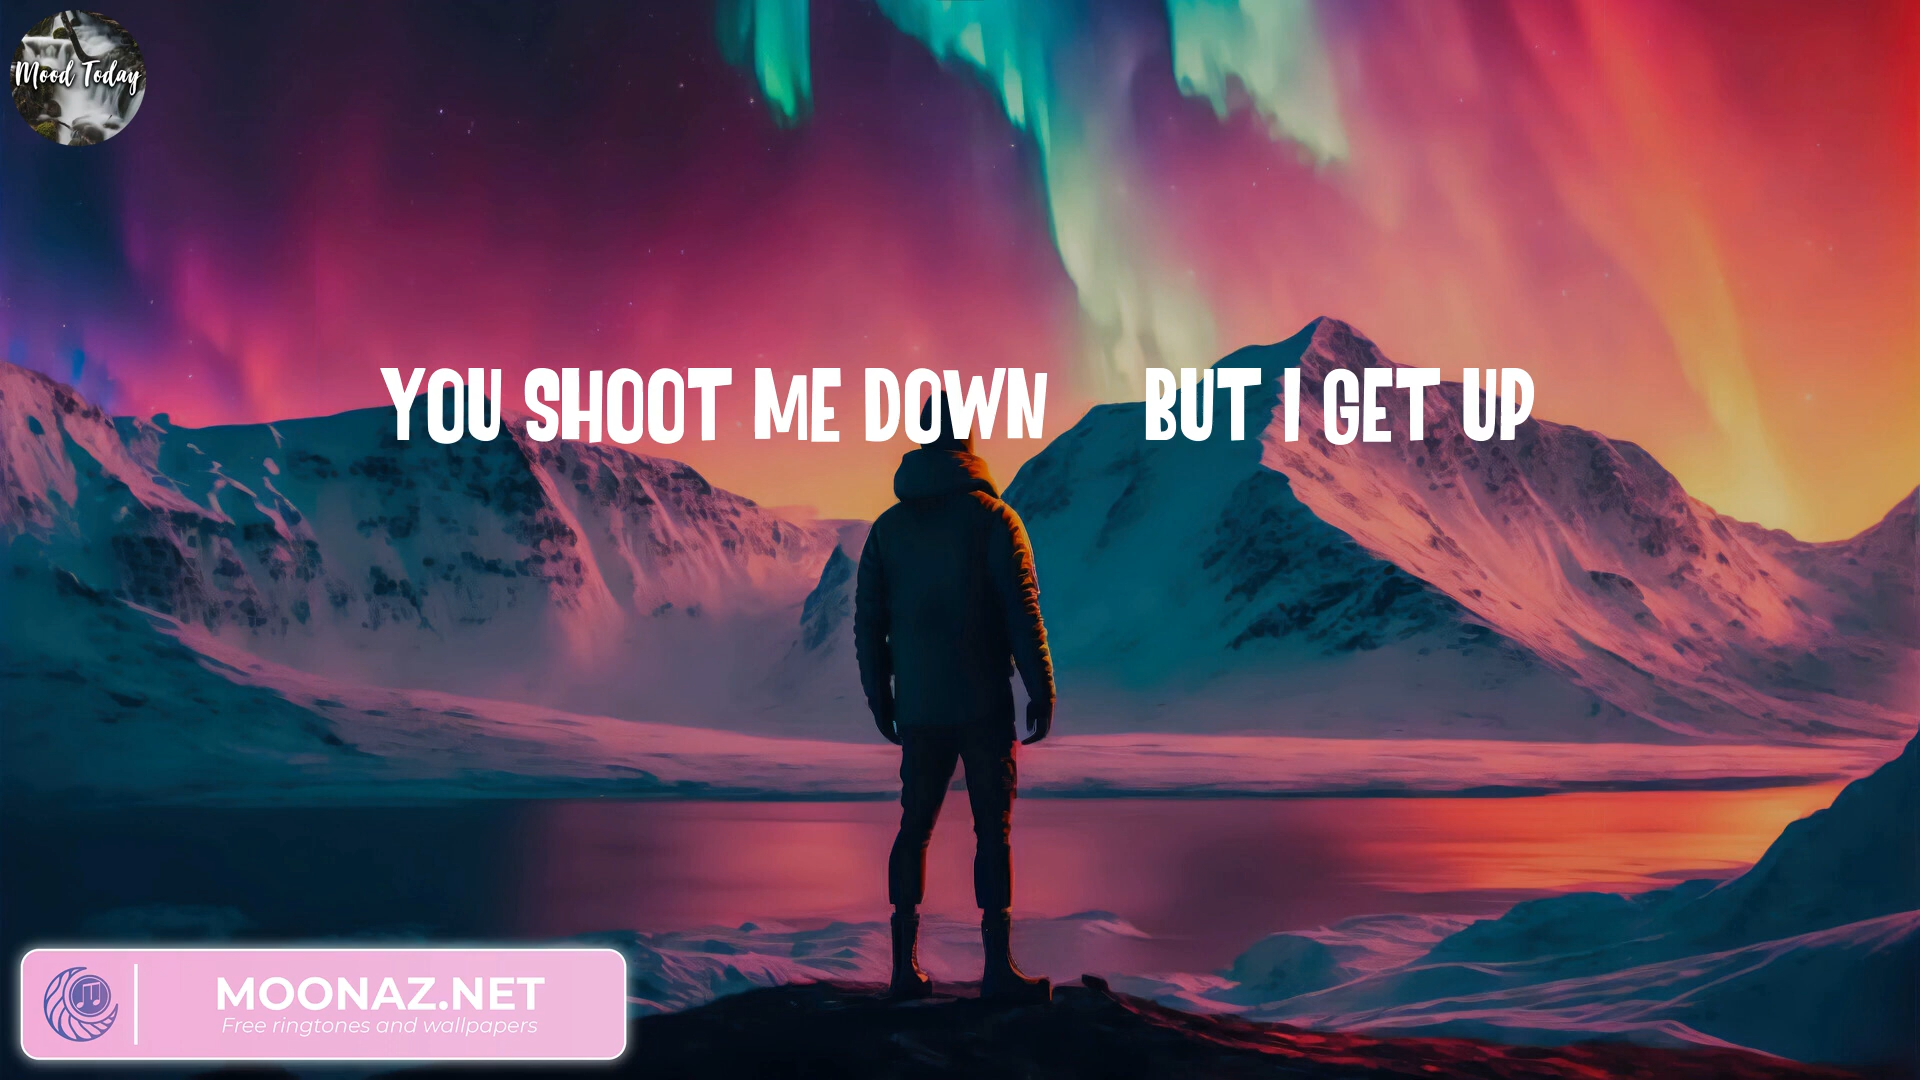 Mood Today
YOU SHOOT ME DOWN BUT I GET UP
MOONAZ.NET
Free ringtones and wallpapers